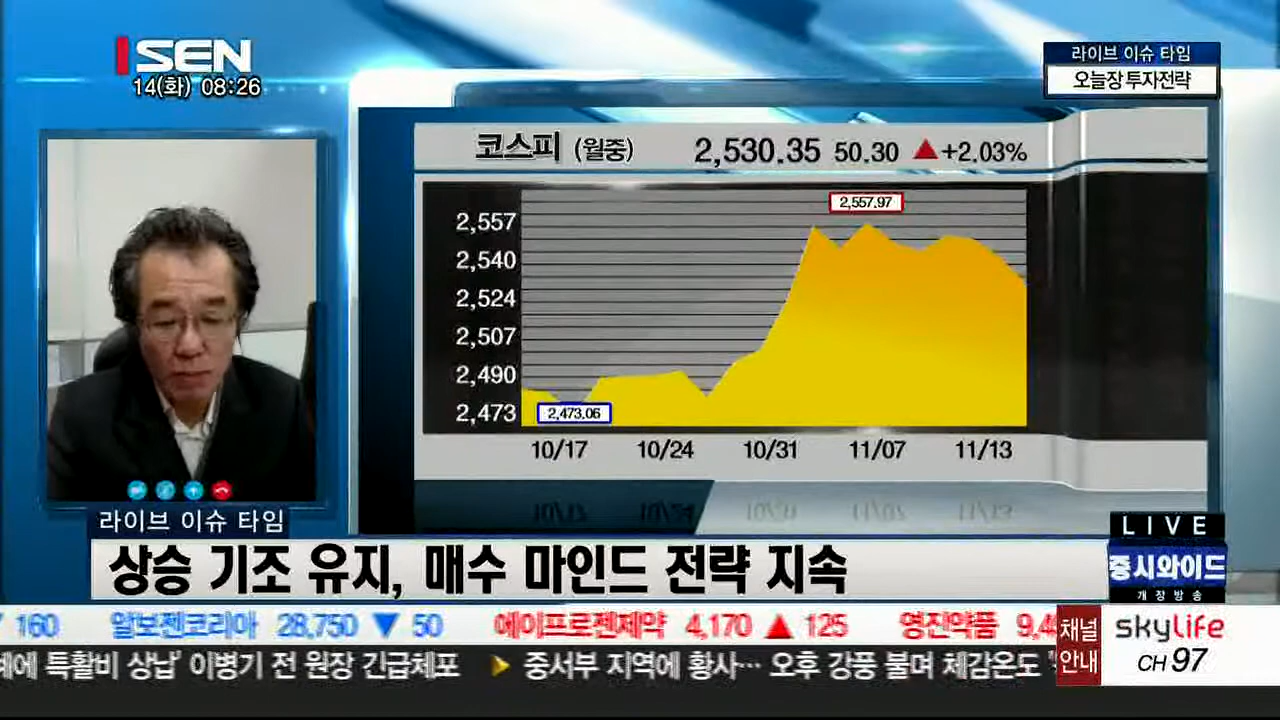 SEN
14(화) 08:26
라이브 이슈 타임
오늘장 투자전략
코스피 (월중) 2,530.35 50.30 ▲+2.03%
2,557.97
2,557
2,540
2,524
2,507
2,490
2,473
2,473.06
10/17 10/24 10/31 11/07 11/13
라이브 이슈 타임
LIVE
상승 기조 유지, 매수 마인드 전략 지속
증시와이드
개장방송
160 알보젠코리아 28,750 ▼ 50 에이프로젠제약 4,170 ▲ 125 영진약품
채널 안내
skylife
CH 97
특활비 상납' 이병기 전 원장 긴급체포 ▶ 중서부 지역에 황사… 오후 강풍 불며 체감온도